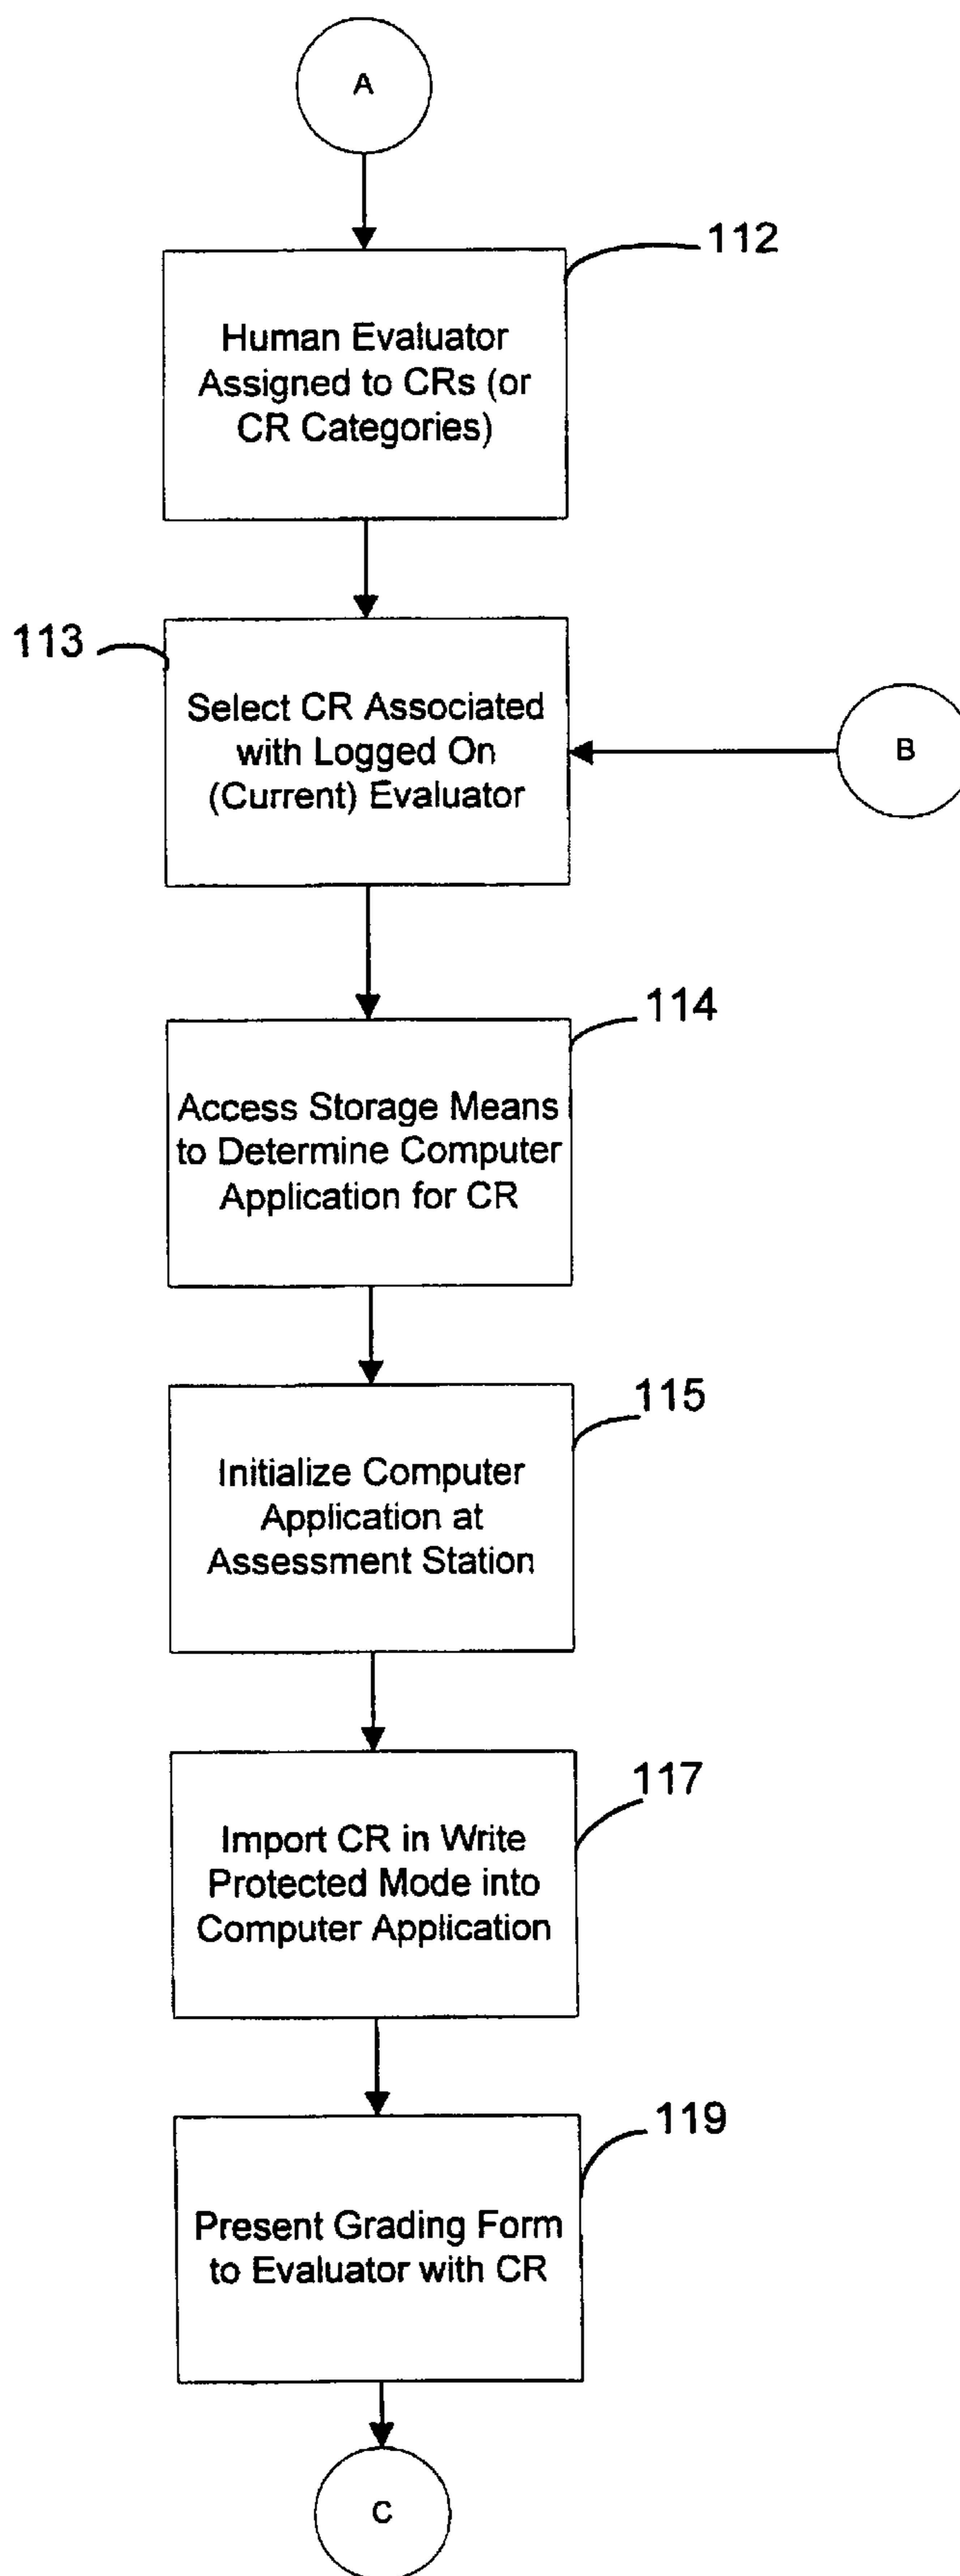 A
112
Human Evaluator
Assigned to CRs (or
CR Categories)
113
Select CR Associated
with Logged On
(Current) Evaluator
B
114
Access Storage Means
to Determine Computer
Application for CR
115
Initialize Computer
Application at
Assessment Station
117
Import CR in Write
Protected Mode into
Computer Application
119
Present Grading Form
to Evaluator with CR
C